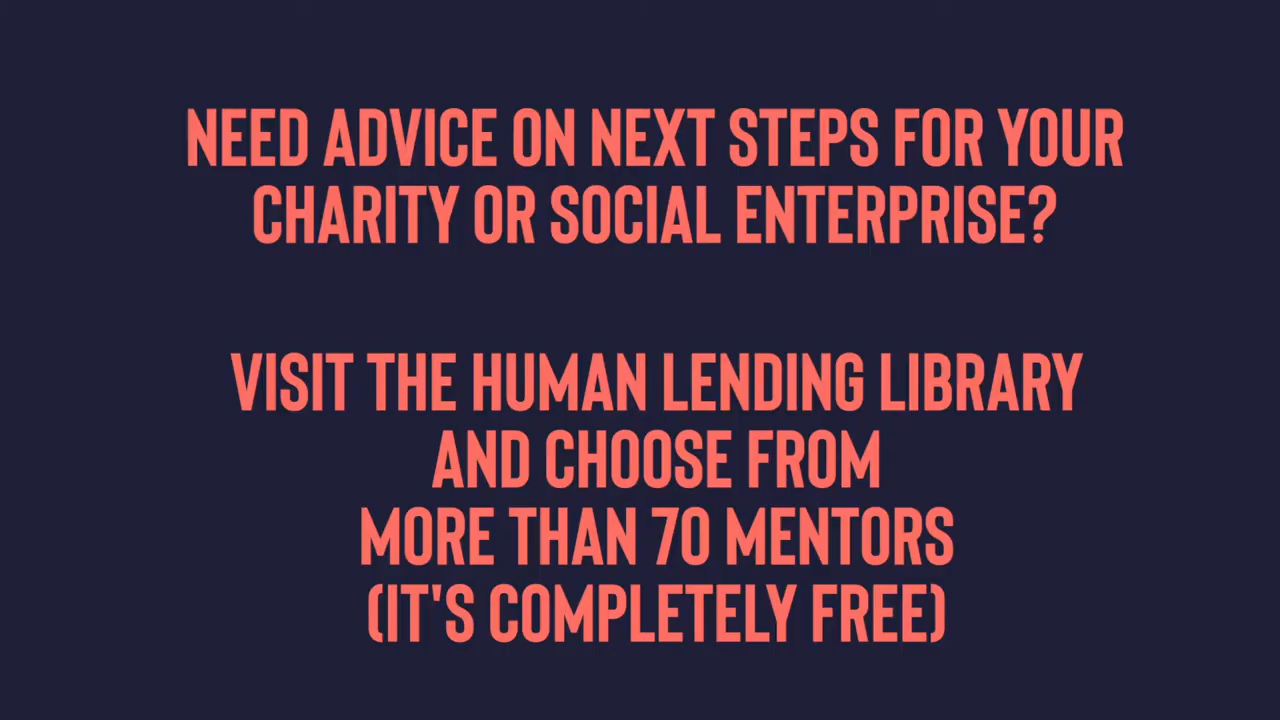 NEED ADVICE ON NEXT STEPS FOR YOUR
CHARITY OR SOCIAL ENTERPRISE?
VISIT THE HUMAN LENDING LIBRARY
AND CHOOSE FROM
MORE THAN 70 MENTORS
(IT'S COMPLETELY FREE)